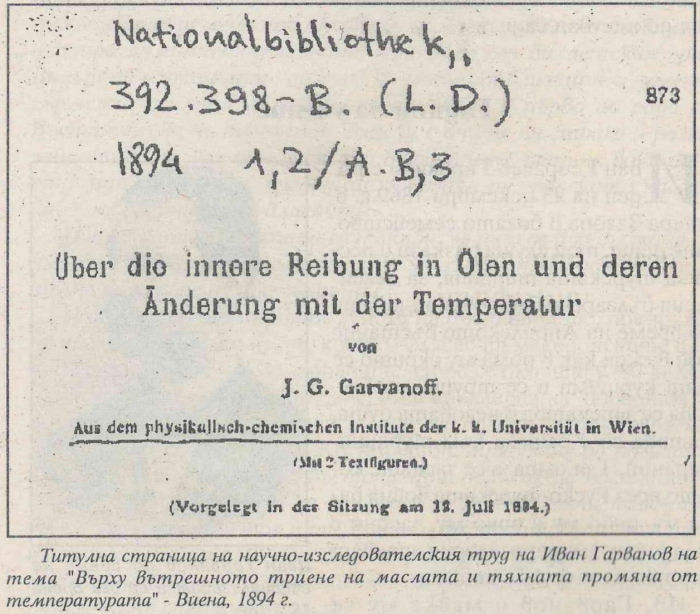 Nationalbibliothek,,
392.398-B. (L.D.)
873
1894 1,2/A.B,3
Über die innere Reibung in Ölen und deren
Änderung mit der Temperatur
von
J. G. Garvanoff.
Aus dem physikalisch-chemischen Institute der k. k. Universität in Wien.
(Mit 2 Textfiguren.)
(Vorgelegt in der Sitzung am 12. Juli 1894.)
Титулна страница на научно-изследователския труд на Иван Гарванов на
тема "Върху вътрешното триене на маслата и тяхната промяна от
температурата" - Виена, 1894 г.